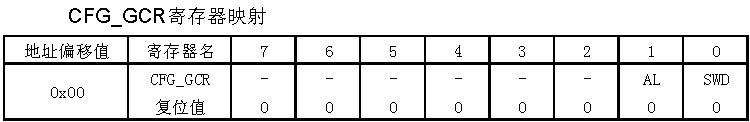 CFG_GCR寄存器映射
地址偏移值 寄存器名 7 6 5 4 3 2 1 0
0x00 CFG_GCR - - - - - - AL SWD
复位值 0 0 0 0 0 0 0 0